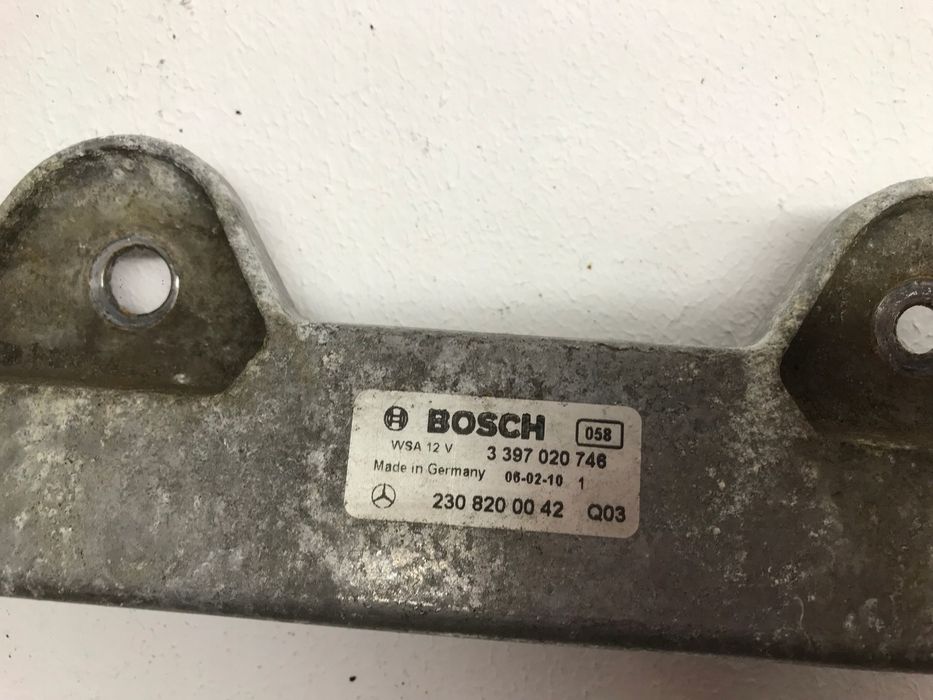 BOSCH 058
WSA 12 V 3 397 020 746
Made in Germany 06-02-10 1
230 820 00 42 Q03